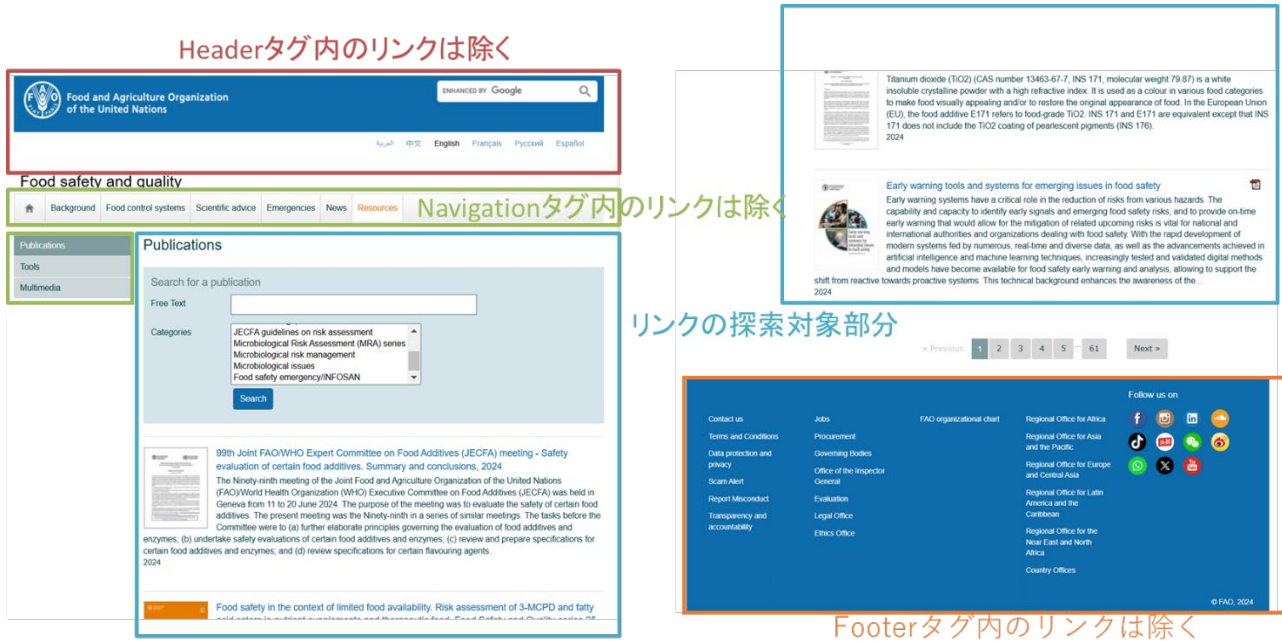 Headerタグ内のリンクは除く
Food and Agriculture Organization
of the United Nations
ENHANCED BY Google
العربية 中文 English Français Русский Español
Food safety and quality
Background Food control systems Scientific advice Emergencies News Resources
Navigationタグ内のリンクは除く
Publications
Tools
Multimedia
Publications
Search for a publication
Free Text
Categories
JECFA guidelines on risk assessment
Microbiological Risk Assessment (MRA) series
Microbiological risk management
Microbiological issues
Food safety emergency/INFOSAN
Search
99th Joint FAO/WHO Expert Committee on Food Additives (JECFA) meeting - Safety
evaluation of certain food additives. Summary and conclusions, 2024
The Ninety-ninth meeting of the Joint Food and Agriculture Organization of the United Nations
(FAO)/World Health Organization (WHO) Executive Committee on Food Additives (JECFA) was held in
Geneva from 11 to 20 June 2024. The purpose of the meeting was to evaluate the safety of certain food
additives. The present meeting was the Ninety-ninth in a series of similar meetings. The tasks before the
Committee were to (a) further elaborate principles governing the evaluation of food additives and
enzymes; (b) undertake safety evaluations of certain food additives and enzymes; (c) review and prepare specifications for
certain food additives and enzymes; and (d) review specifications for certain flavouring agents.
2024
Food safety in the context of limited food availability. Risk assessment of 3-MCPD and fatty
acid esters in nutrient supplements and therapeutic food. Food Safety and Quality series 25
Titanium dioxide (TiO2) (CAS number 13463-67-7, INS 171, molecular weight 79.87) is a white
insoluble crystalline powder with a high refractive index. It is used as a colour in various food categories
to make food visually appealing and/or to restore the original appearance of food. In the European Union
(EU), the food additive E171 refers to food-grade TiO2. INS 171 and E171 are equivalent except that INS
171 does not include the TiO2 coating of pearlescent pigments (INS 176).
2024
Early warning tools and systems for emerging issues in food safety
Early warning systems have a critical role in the reduction of risks from various hazards. The
capability and capacity to identify early signals and emerging food safety risks, and to provide on-time
early warning that would allow for the mitigation of related upcoming risks is vital for national and
international authorities and organizations dealing with food safety. With the rapid development of
modern systems fed by numerous, real-time and diverse data, as well as the advancements achieved in
artificial intelligence and machine learning techniques, increasingly tested and validated digital methods
and models have become available for food safety early warning and analysis, allowing to support the
shift from reactive towards proactive systems. This technical background enhances the awareness of the...
2024
リンクの探索対象部分
« Previous 1 2 3 4 5 ... 61 Next »
Follow us on
Contact us
Terms and Conditions
Data protection and
privacy
Scam Alert
Report Misconduct
Transparency and
accountability
Jobs
Procurement
Governing Bodies
Office of the Inspector
General
Evaluation
Legal Office
Ethics Office
FAO organizational chart
Regional Office for Africa
Regional Office for Asia
and the Pacific
Regional Office for Europe
and Central Asia
Regional Office for Latin
America and the
Caribbean
Regional Office for the
Near East and North
Africa
Country Offices
© FAO, 2024
Footerタグ内のリンクは除く